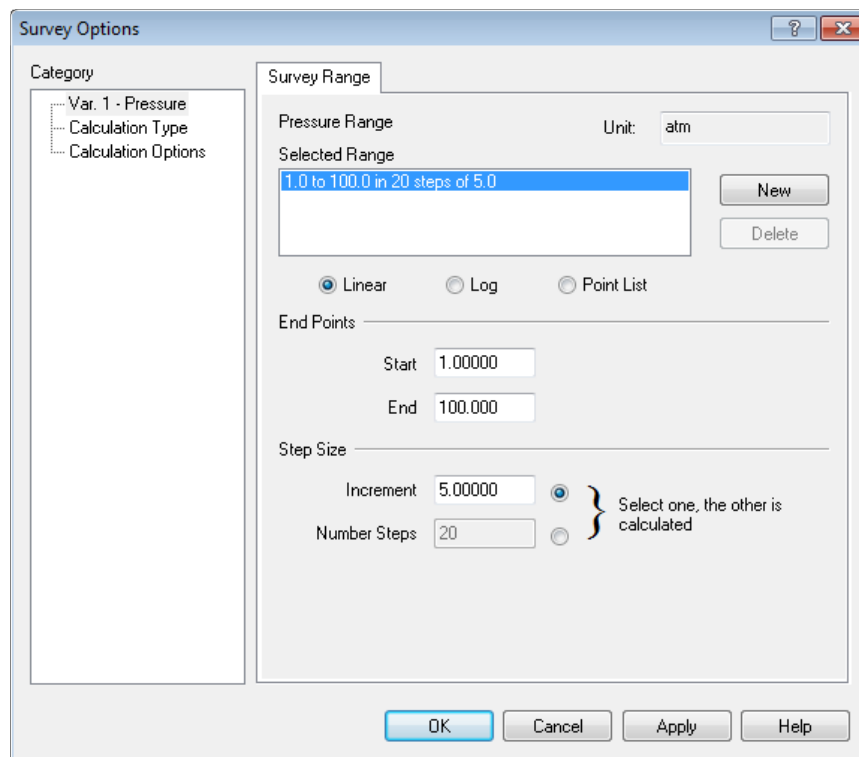 Survey Options
Category
Var. 1 - Pressure
Calculation Type
Calculation Options
Survey Range
Pressure Range
Unit: atm
Selected Range
1.0 to 100.0 in 20 steps of 5.0
New
Delete
Linear Log Point List
End Points
Start 1.00000
End 100.000
Step Size
Increment 5.00000
Number Steps 20
Select one, the other is
calculated
OK Cancel Apply Help